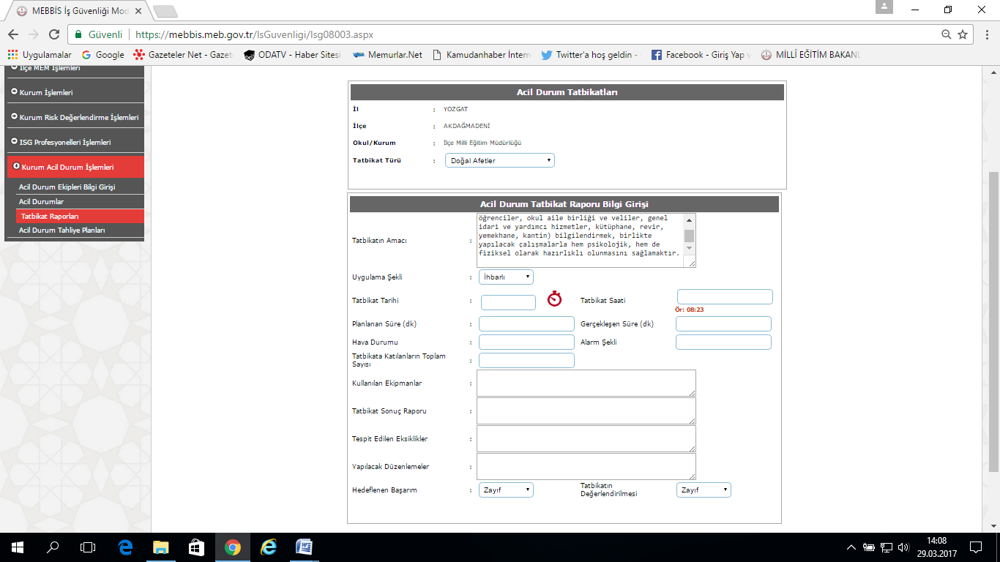 MEBBİS İş Güvenliği Mod
Güvenli https://mebbis.meb.gov.tr/IsGuvenligi/Isg08003.aspx
Uygulamalar Google Gazeteler Net - Gazete ODATV - Haber Sitesi Memurlar.Net Kamudanhaber İntern Twitter'a hoş geldin - Facebook - Giriş Yap v MİLLÎ EĞİTİM BAKANL
İlçe MEM İşlemleri
Kurum İşlemleri
Kurum Risk Değerlendirme İşlemleri
ISG Profesyonelleri İşlemleri
Kurum Acil Durum İşlemleri
Acil Durum Ekipleri Bilgi Girişi
Acil Durumlar
Tatbikat Raporları
Acil Durum Tahliye Planları
Acil Durum Tatbikatları
İl : YOZGAT
İlçe : AKDAĞMADENİ
Okul/Kurum : İlçe Milli Eğitim Müdürlüğü
Tatbikat Türü : Doğal Afetler
Acil Durum Tatbikat Raporu Bilgi Girişi
Tatbikatın Amacı :
öğrenciler, okul aile birliği ve veliler, genel
idari ve yardımcı hizmetler, kütüphane, revir,
yemekhane, kantin) bilgilendirmek, birlikte
yapılacak çalışmalarla hem psikolojik, hem de
fiziksel olarak hazırlıklı olunmasını sağlamaktır.
Uygulama Şekli : İhbarlı
Tatbikat Tarihi : Tatbikat Saati
Ör: 08:23
Planlanan Süre (dk) : Gerçekleşen Süre (dk)
Hava Durumu : Alarm Şekli
Tatbikata Katılanların Toplam
Sayısı :
Kullanılan Ekipmanlar :
Tatbikat Sonuç Raporu :
Tespit Edilen Eksiklikler :
Yapılacak Düzenlemeler :
Hedeflenen Başarım : Zayıf
Tatbikatın
Değerlendirilmesi Zayıf
14:08
29.03.2017